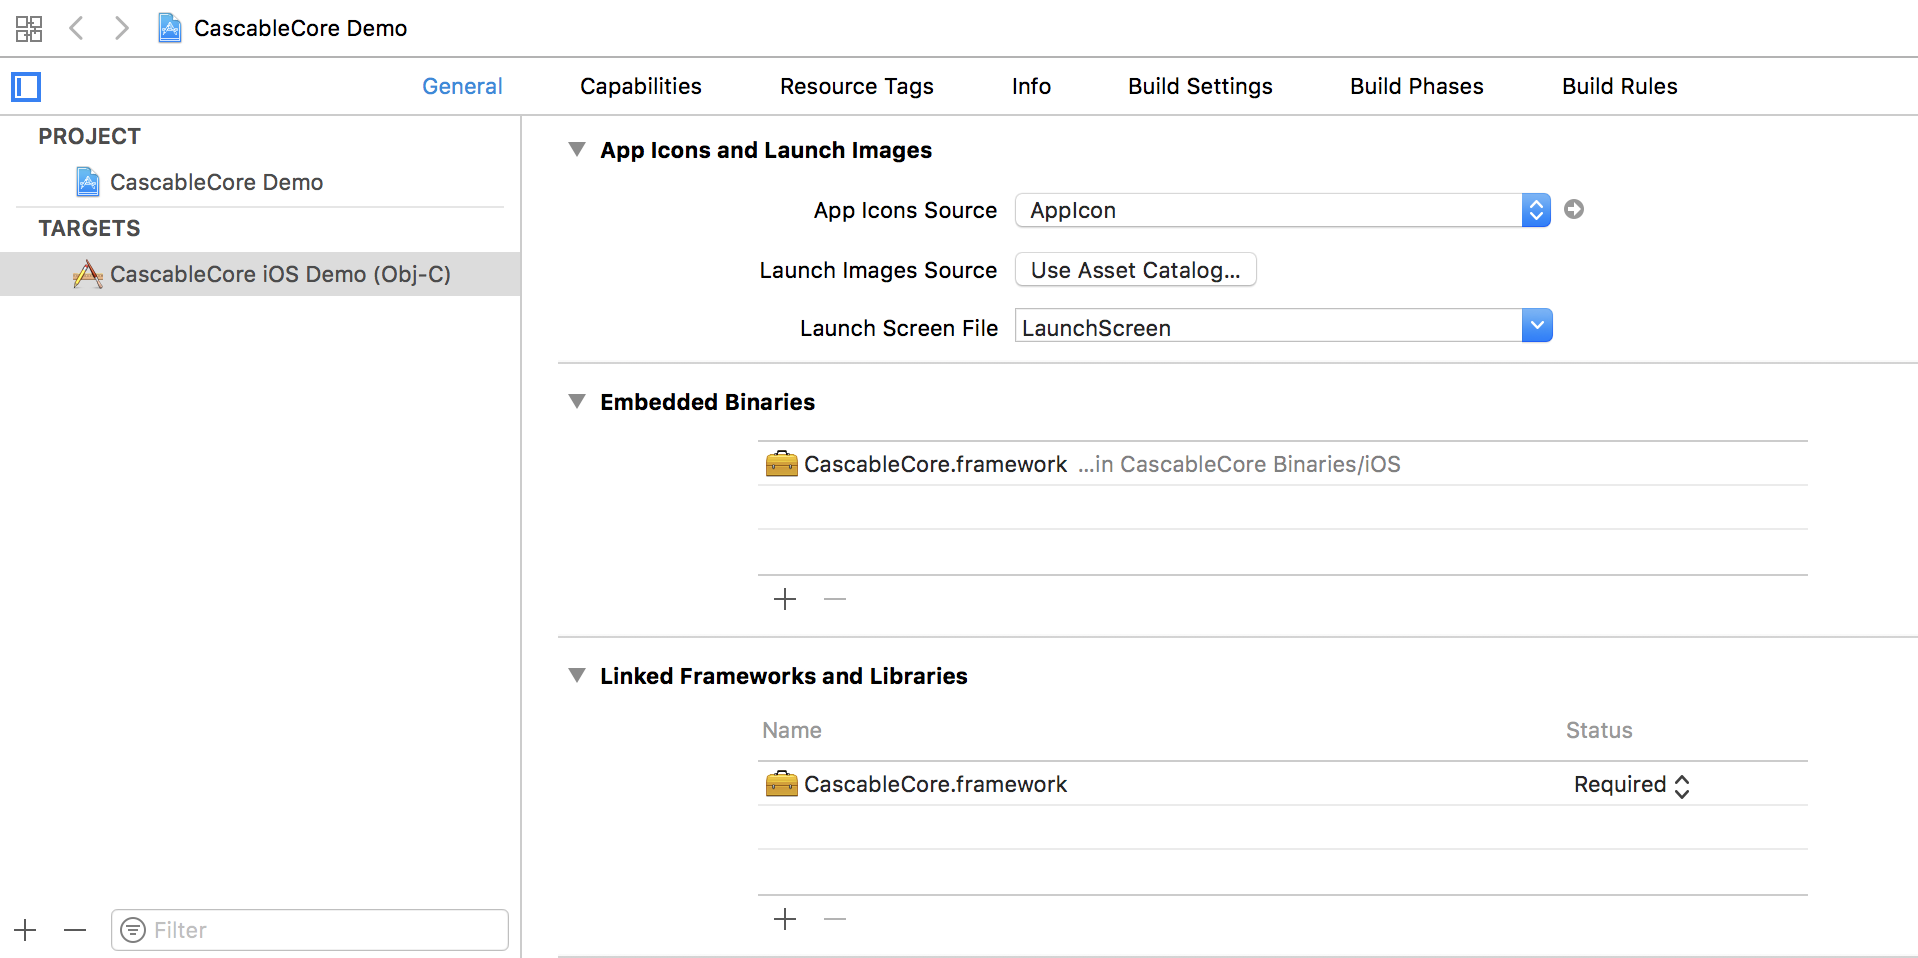 CascableCore Demo
General Capabilities Resource Tags Info Build Settings Build Phases Build Rules
PROJECT
CascableCore Demo
TARGETS
CascableCore iOS Demo (Obj-C)
Filter
App Icons and Launch Images
App Icons Source AppIcon
Launch Images Source Use Asset Catalog...
Launch Screen File LaunchScreen
Embedded Binaries
CascableCore.framework ...in CascableCore Binaries/iOS
Linked Frameworks and Libraries
Name Status
CascableCore.framework Required